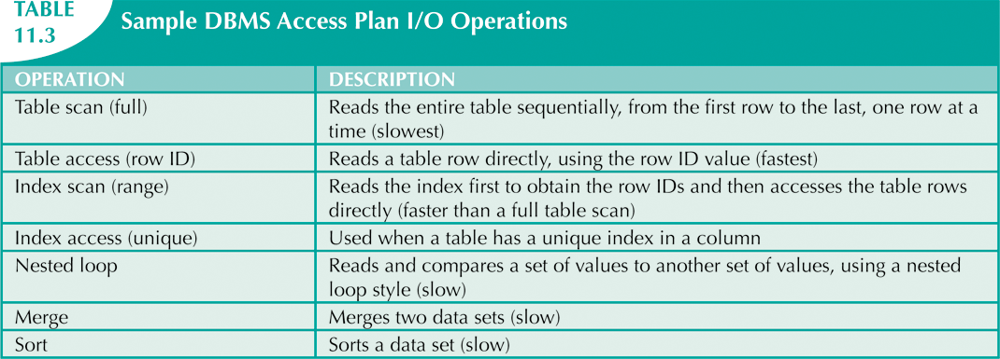 TABLE
11.3
Sample DBMS Access Plan I/O Operations
OPERATION DESCRIPTION
Table scan (full) Reads the entire table sequentially, from the first row to the last, one row at a
time (slowest)
Table access (row ID) Reads a table row directly, using the row ID value (fastest)
Index scan (range) Reads the index first to obtain the row IDs and then accesses the table rows
directly (faster than a full table scan)
Index access (unique) Used when a table has a unique index in a column
Nested loop Reads and compares a set of values to another set of values, using a nested
loop style (slow)
Merge Merges two data sets (slow)
Sort Sorts a data set (slow)